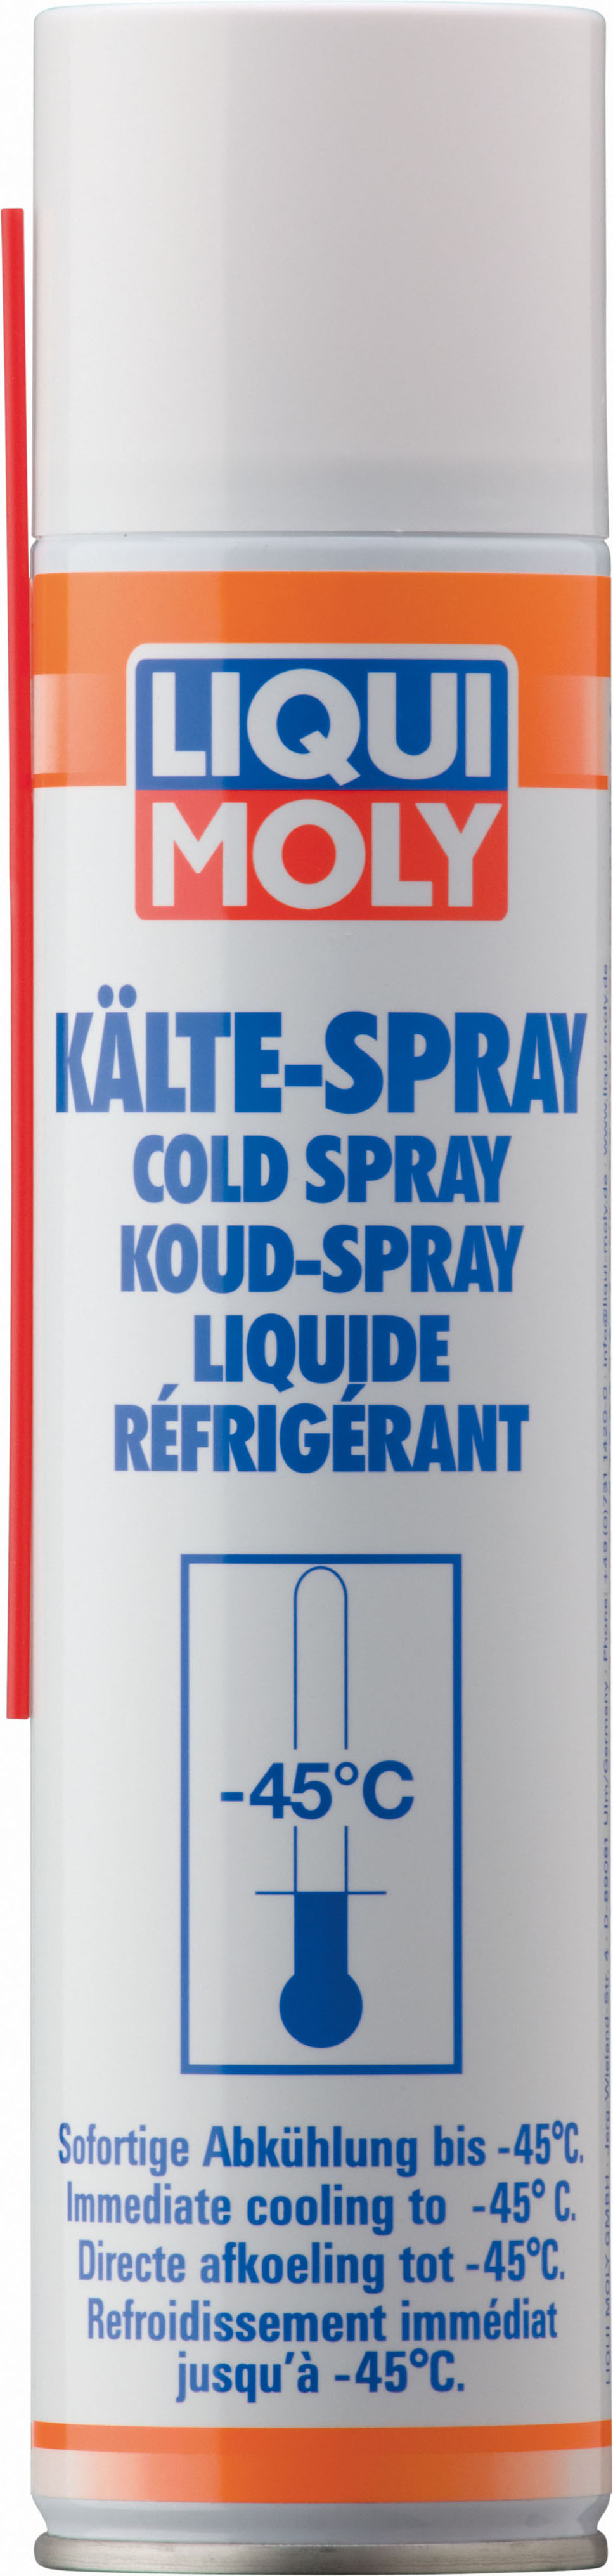 LIQUI
MOLY
KÄLTE-SPRAY
COLD SPRAY
KOUD-SPRAY
LIQUIDE
RÉFRIGÉRANT
-45°C
Sofortige Abkühlung bis -45°C.
Immediate cooling to -45° C.
Directe afkoeling tot -45°C.
Refroidissement immédiat
jusqu'à -45°C.